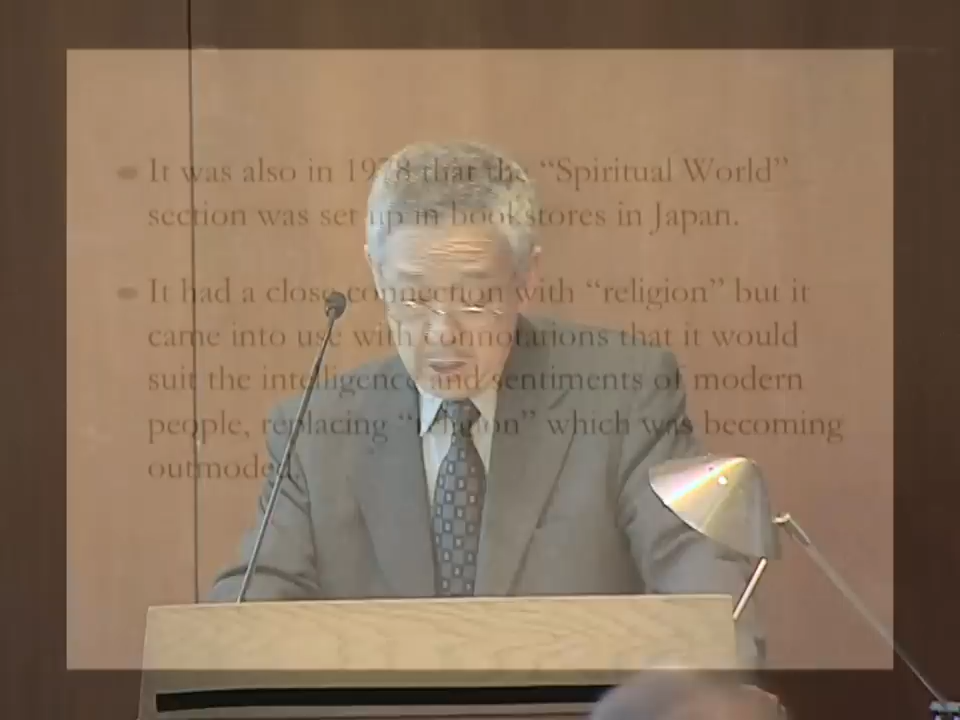 It was also in 1978 that the “Spiritual World”
section was set up in bookstores in Japan.
It had a close connection with “religion” but it
came into use with connotations that it would
suit the intelligence and sentiments of modern
people, replacing “religion” which was becoming
outmoded.